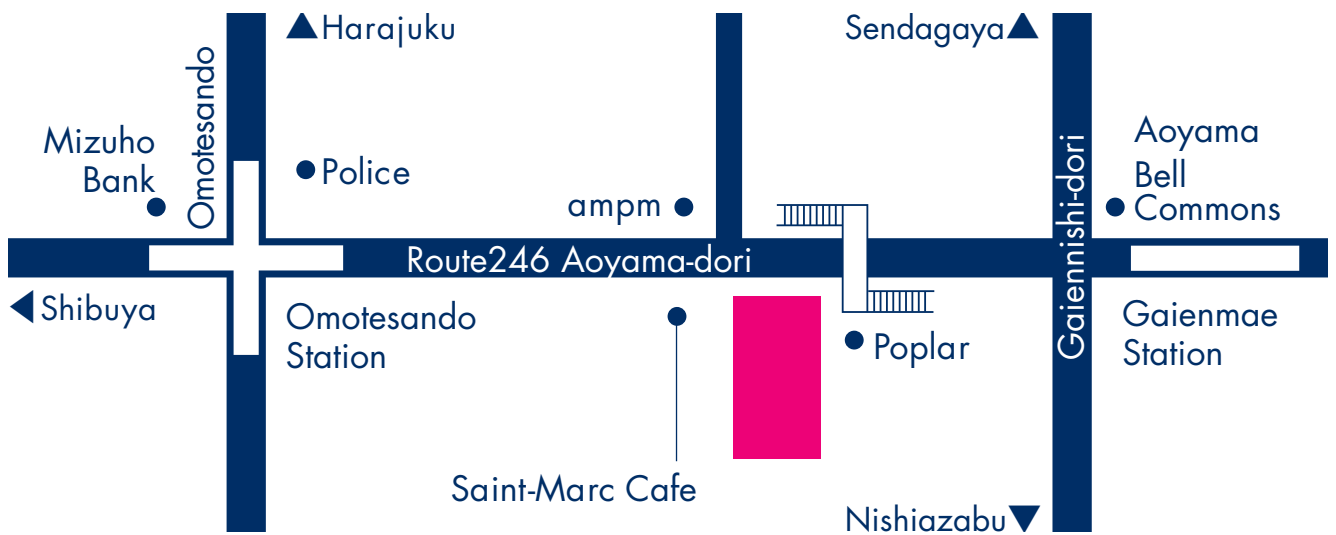 Harajuku
Sendagaya
Omotesando
Mizuho
Bank
Police
ampm
Gaiennishi-dori
Aoyama
Bell
Commons
Route246 Aoyama-dori
Shibuya
Omotesando
Station
Poplar
Gaienmae
Station
Saint-Marc Cafe
Nishiazabu